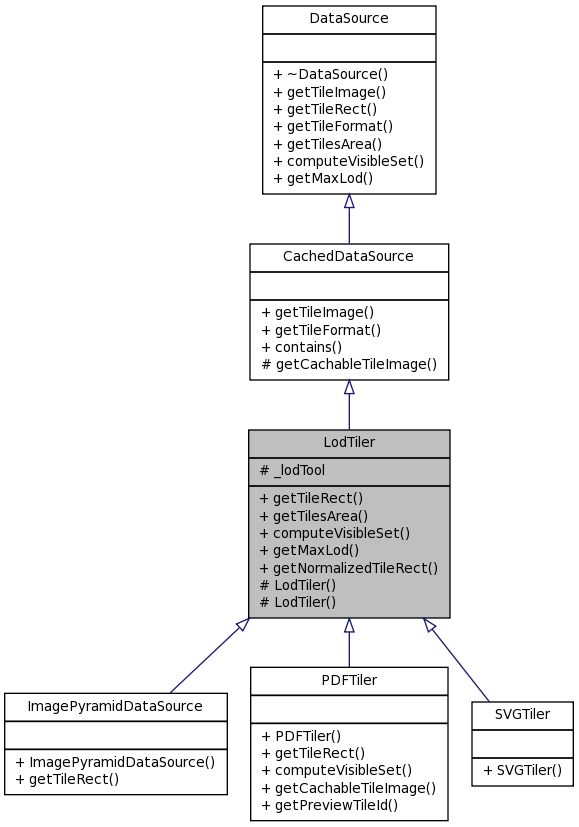 DataSource
+ ~DataSource()
+ getTileImage()
+ getTileRect()
+ getTileFormat()
+ getTilesArea()
+ computeVisibleSet()
+ getMaxLod()
CachedDataSource
+ getTileImage()
+ getTileFormat()
+ contains()
# getCachableTileImage()
LodTiler
# _lodTool
+ getTileRect()
+ getTilesArea()
+ computeVisibleSet()
+ getMaxLod()
+ getNormalizedTileRect()
# LodTiler()
# LodTiler()
ImagePyramidDataSource
+ ImagePyramidDataSource()
+ getTileRect()
PDFTiler
+ PDFTiler()
+ getTileRect()
+ computeVisibleSet()
+ getCachableTileImage()
+ getPreviewTileId()
SVGTiler
+ SVGTiler()